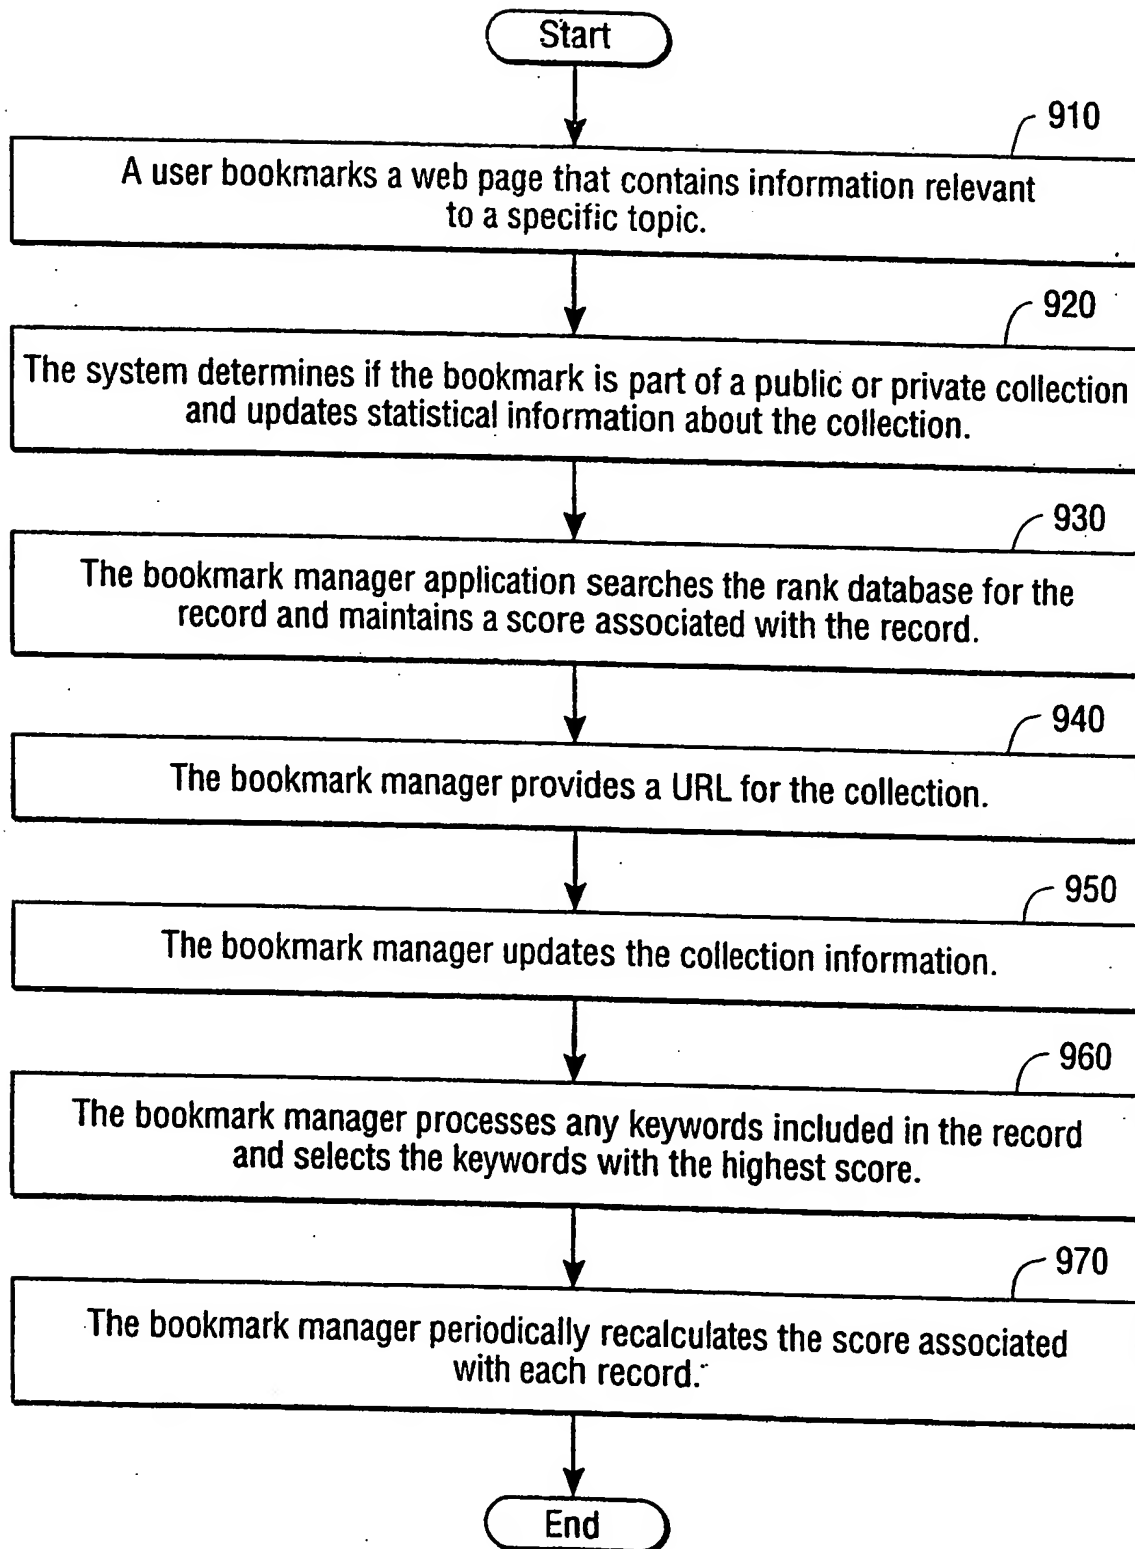 Start
910
A user bookmarks a web page that contains information relevant
to a specific topic.
920
The system determines if the bookmark is part of a public or private collection
and updates statistical information about the collection.
930
The bookmark manager application searches the rank database for the
record and maintains a score associated with the record.
940
The bookmark manager provides a URL for the collection.
950
The bookmark manager updates the collection information.
960
The bookmark manager processes any keywords included in the record
and selects the keywords with the highest score.
970
The bookmark manager periodically recalculates the score associated
with each record.
End